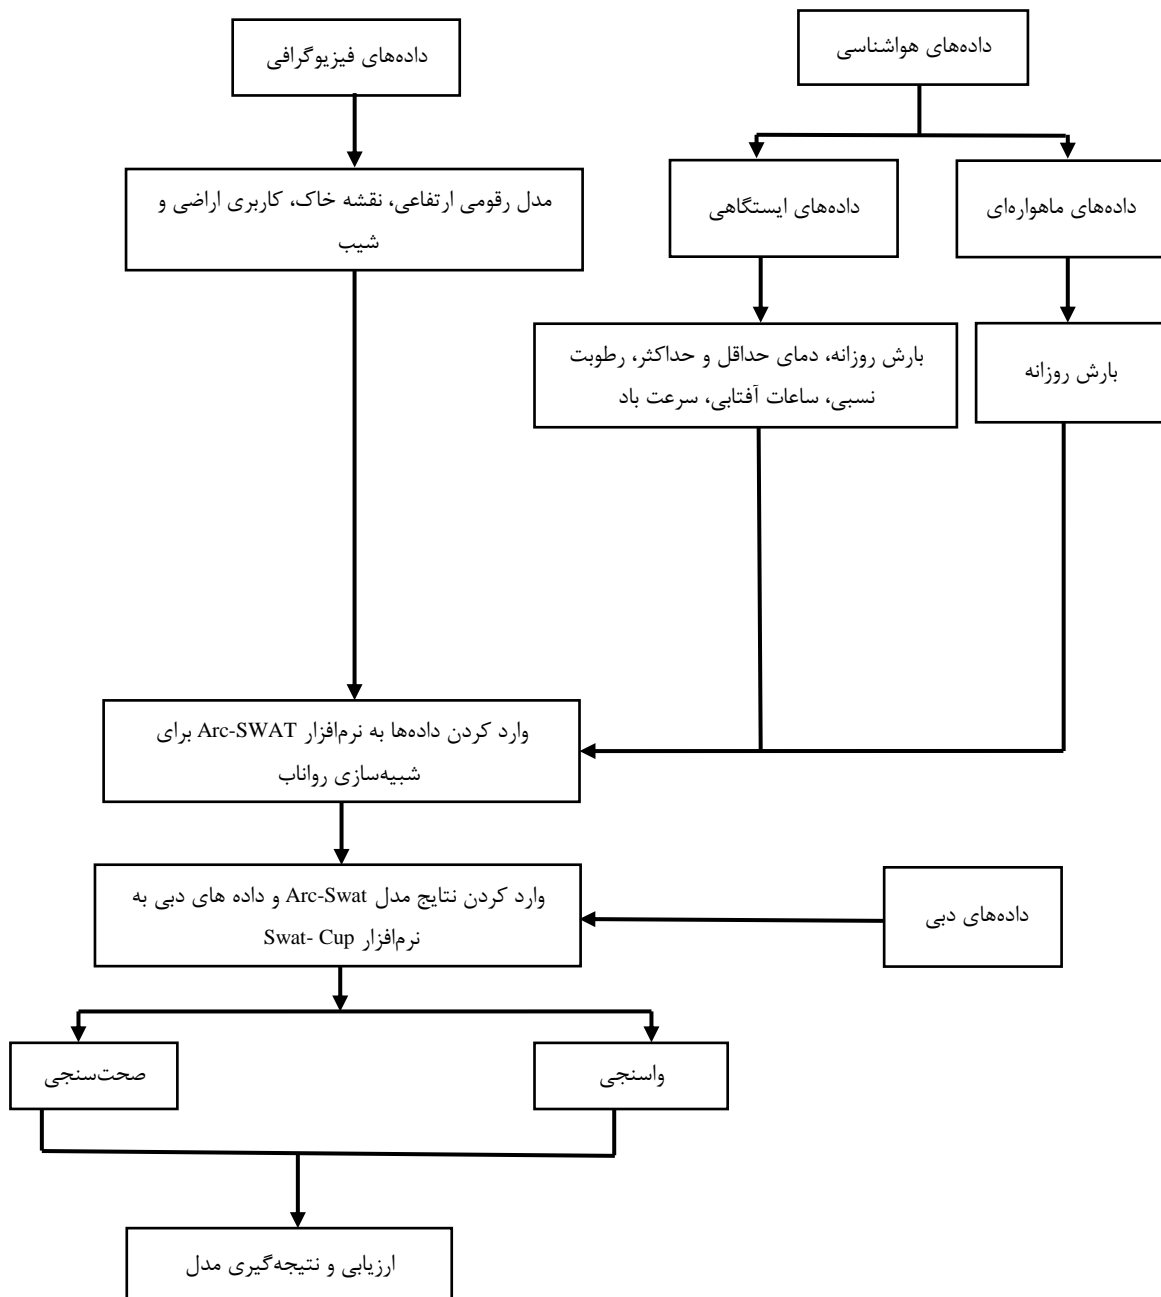 داده‌های هواشناسی
داده‌های فیزیوگرافی
داده‌های ماهواره‌ای
داده‌های ایستگاهی
مدل رقومی ارتفاعی، نقشه خاک، کاربری اراضی و
شیب
بارش روزانه
بارش روزانه، دمای حداقل و حداکثر، رطوبت
نسبی، ساعات آفتابی، سرعت باد
وارد کردن داده‌ها به نرم‌افزار Arc-SWAT برای
شبیه‌سازی رواناب
وارد کردن نتایج مدل Arc-Swat و داده های دبی به
نرم‌افزار Swat- Cup
داده‌های دبی
واسنجی
صحت‌سنجی
ارزیابی و نتیجه‌گیری مدل